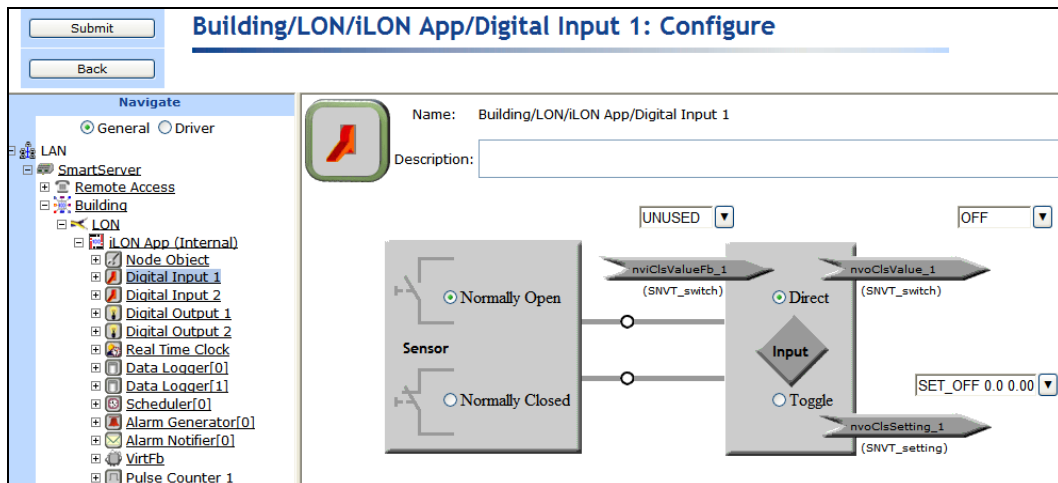 Submit
Building/LON/iLON App/Digital Input 1: Configure
Back
Navigate
General Driver
LAN
SmartServer
Remote Access
Building
LON
iLON App (Internal)
Node Object
Digital Input 1
Digital Input 2
Digital Output 1
Digital Output 2
Real Time Clock
Data Logger[0]
Data Logger[1]
Scheduler[0]
Alarm Generator[0]
Alarm Notifier[0]
VirtFb
Pulse Counter 1
Name: Building/LON/iLON App/Digital Input 1
Description:
UNUSED
OFF
nviClsValueFb_1
nvoClsValue_1
(SNVT_switch)
(SNVT_switch)
Normally Open
Direct
Sensor
Input
SET_OFF 0.0 0.00
Normally Closed
Toggle
nvoClsSetting_1
(SNVT_setting)